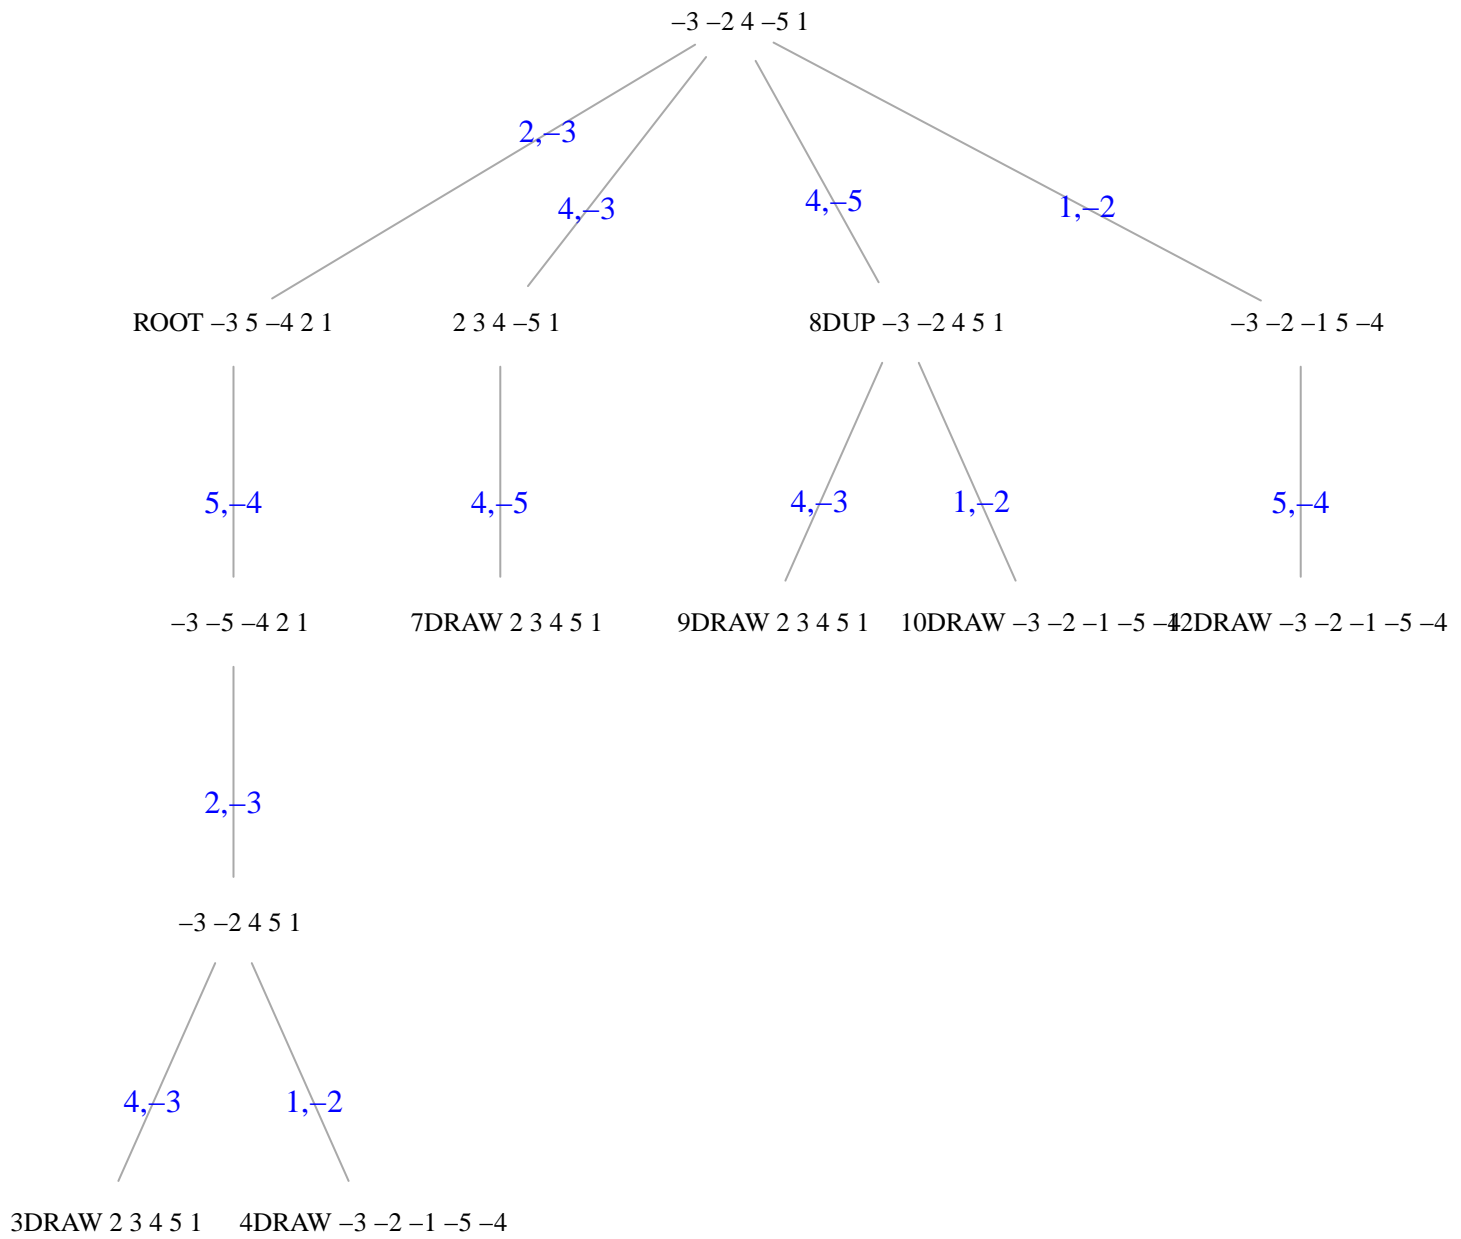 –3 –2 4 –5 1
2,–3
4,–3
4,–5
1,–2
ROOT –3 5 –4 2 1
2 3 4 –5 1
8DUP –3 –2 4 5 1
–3 –2 –1 5 –4
5,–4
4,–5
4,–3
1,–2
5,–4
–3 –5 –4 2 1
7DRAW 2 3 4 5 1
9DRAW 2 3 4 5 1
10DRAW –3 –2 –1 –5 –4
12DRAW –3 –2 –1 –5 –4
2,–3
–3 –2 4 5 1
4,–3
1,–2
3DRAW 2 3 4 5 1
4DRAW –3 –2 –1 –5 –4